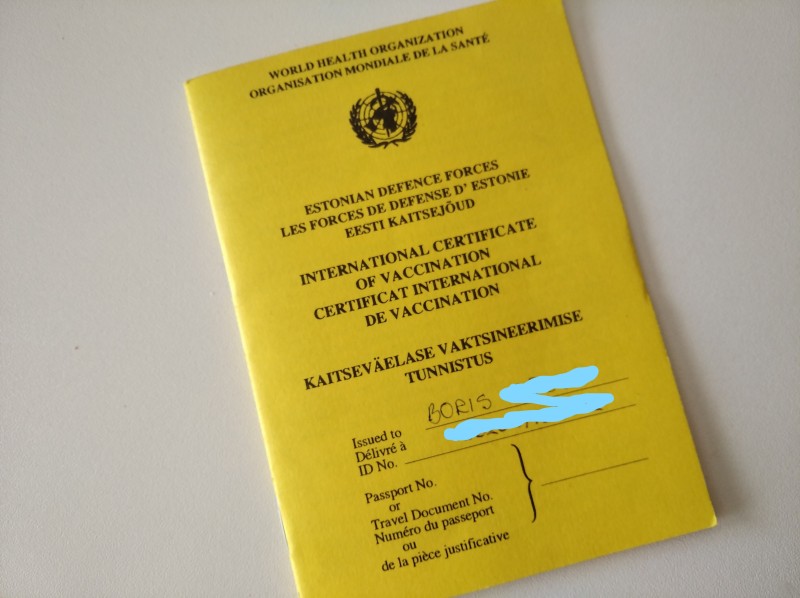 WORLD HEALTH ORGANIZATION
ORGANISATION MONDIALE DE LA SANTÉ
ESTONIAN DEFENCE FORCES
LES FORCES DE DEFENSE D' ESTONIE
EESTI KAITSEJÕUD
INTERNATIONAL CERTIFICATE
OF VACCINATION
CERTIFICAT INTERNATIONAL
DE VACCINATION
KAITSEVÄELASE VAKTSINEERIMISE
TUNNISTUS
Issued to BORIS
Délivré à
ID No.
Passport No.
or
Travel Document No.
Numéro du passeport
ou
de la pièce justificative